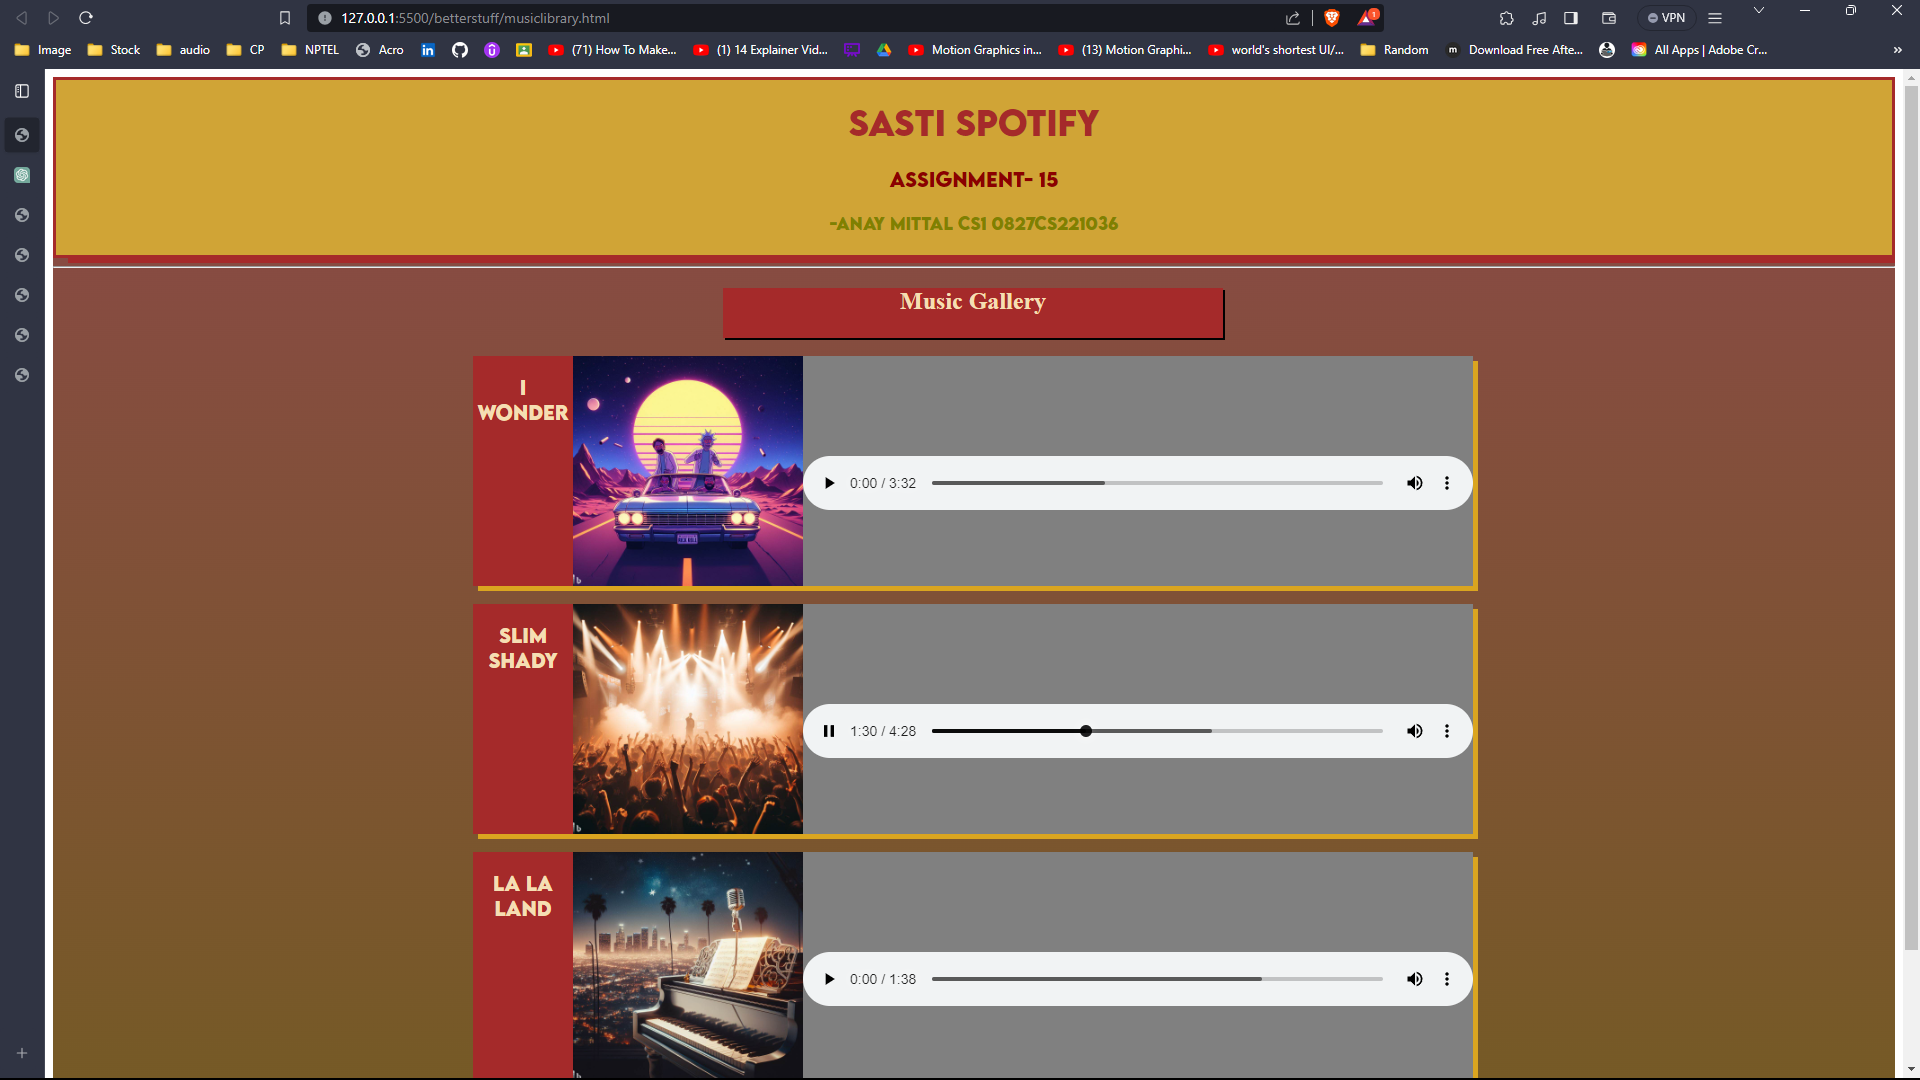 127.0.0.1:5500/betterstuff/musiclibrary.html
1
VPN
Image
Stock
audio
CP
NPTEL
Acro
(71) How To Make...
(1) 14 Explainer Vid...
Motion Graphics in...
(13) Motion Graphi...
world's shortest UI/...
Random
Download Free Afte...
All Apps | Adobe Cr...
»
SASTI SPOTIFY
ASSIGNMENT- 15
-ANAY MITTAL CS1 0827CS221036
Music Gallery
I
WONDER
0:00 / 3:32
SLIM
SHADY
1:30 / 4:28
LA LA
LAND
0:00 / 1:38